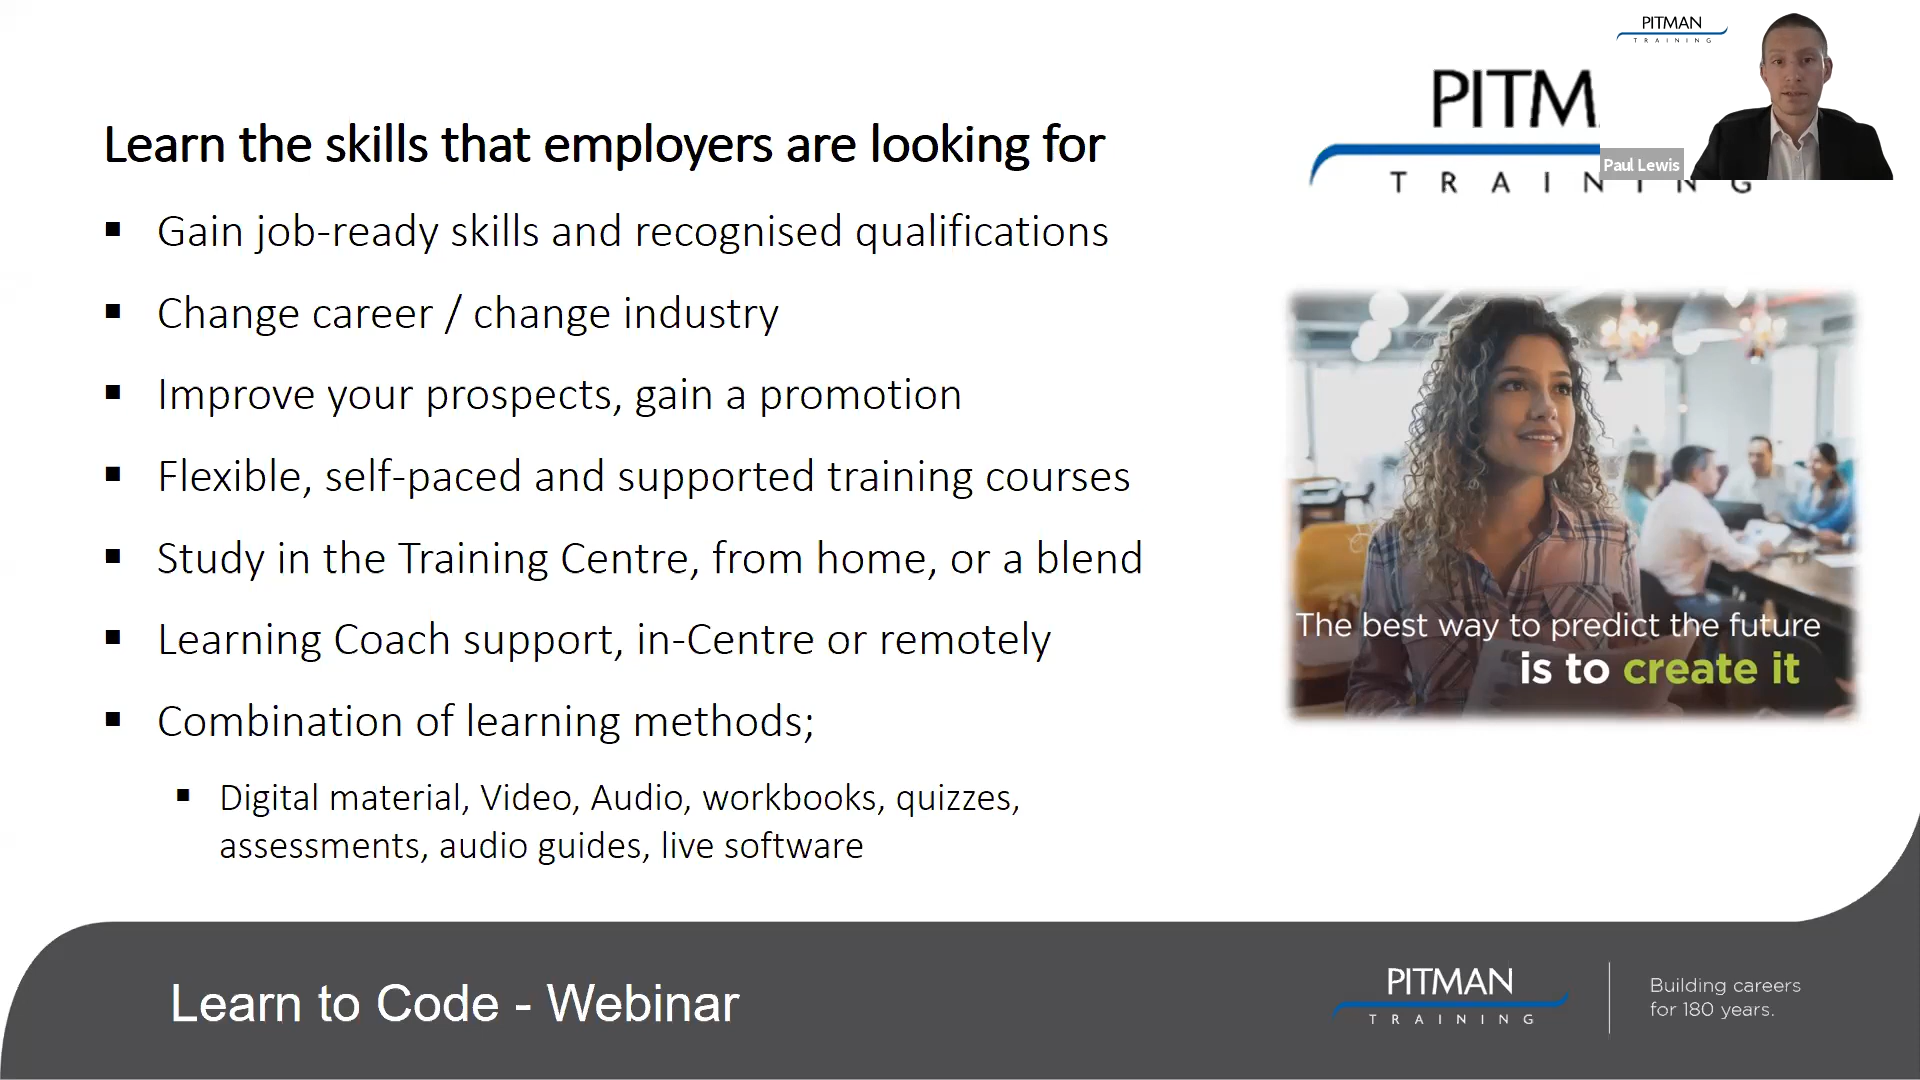 PITMAN
TRAINING
PITM
Paul Lewis
TRAINING
Learn the skills that employers are looking for
▪ Gain job-ready skills and recognised qualifications
▪ Change career / change industry
▪ Improve your prospects, gain a promotion
▪ Flexible, self-paced and supported training courses
▪ Study in the Training Centre, from home, or a blend
▪ Learning Coach support, in-Centre or remotely
▪ Combination of learning methods;
▪ Digital material, Video, Audio, workbooks, quizzes,
assessments, audio guides, live software
The best way to predict the future
is to create it
Learn to Code - Webinar
PITMAN
TRAINING
Building careers
for 180 years.